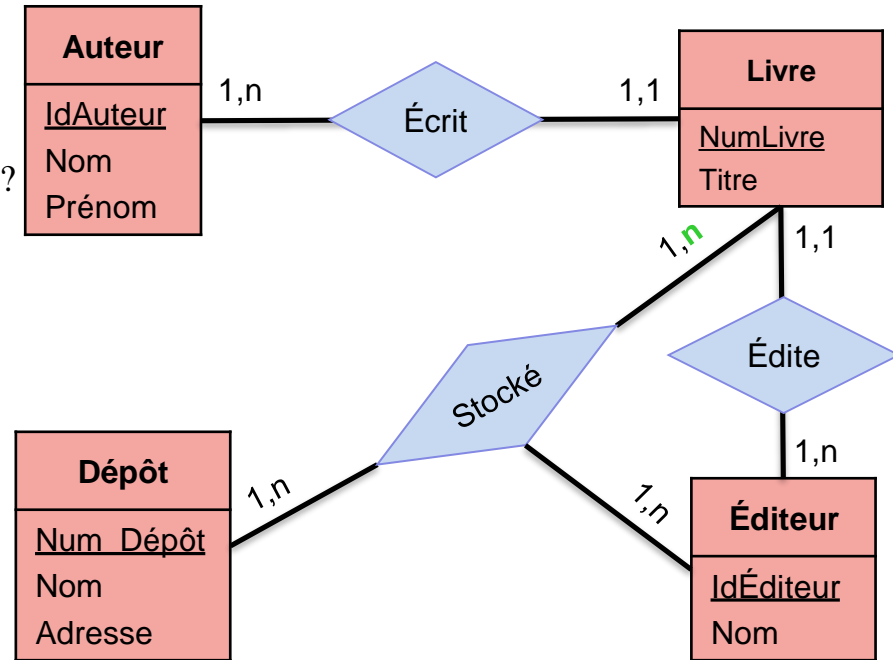 Auteur
IdAuteur
Nom
Prénom
?
1,n
Écrit
1,1
Livre
NumLivre
Titre
1,n
1,1
Stocké
Édite
1,n
1,n
1,n
Dépôt
Num_Dépôt
Nom
Adresse
Éditeur
IdÉditeur
Nom